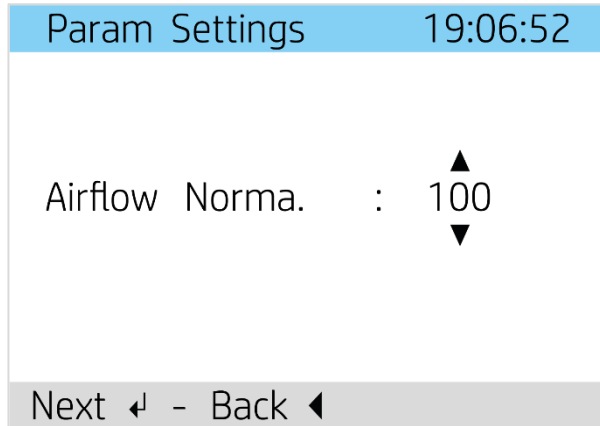 Param Settings 19:06:52
▲
Airflow Norma. : 100
▼
Next ↲ - Back ◀